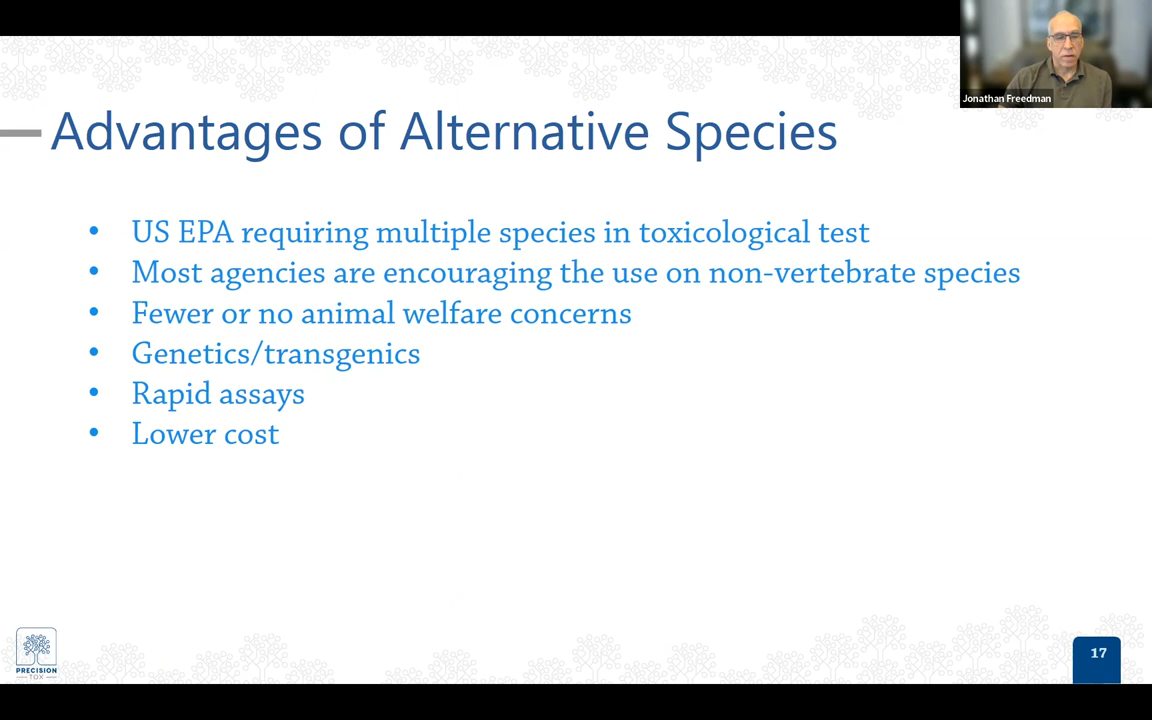 Jonathan Freedman
Advantages of Alternative Species
• US EPA requiring multiple species in toxicological test
• Most agencies are encouraging the use on non-vertebrate species
• Fewer or no animal welfare concerns
• Genetics/transgenics
• Rapid assays
• Lower cost
PRECISION
TOX
17